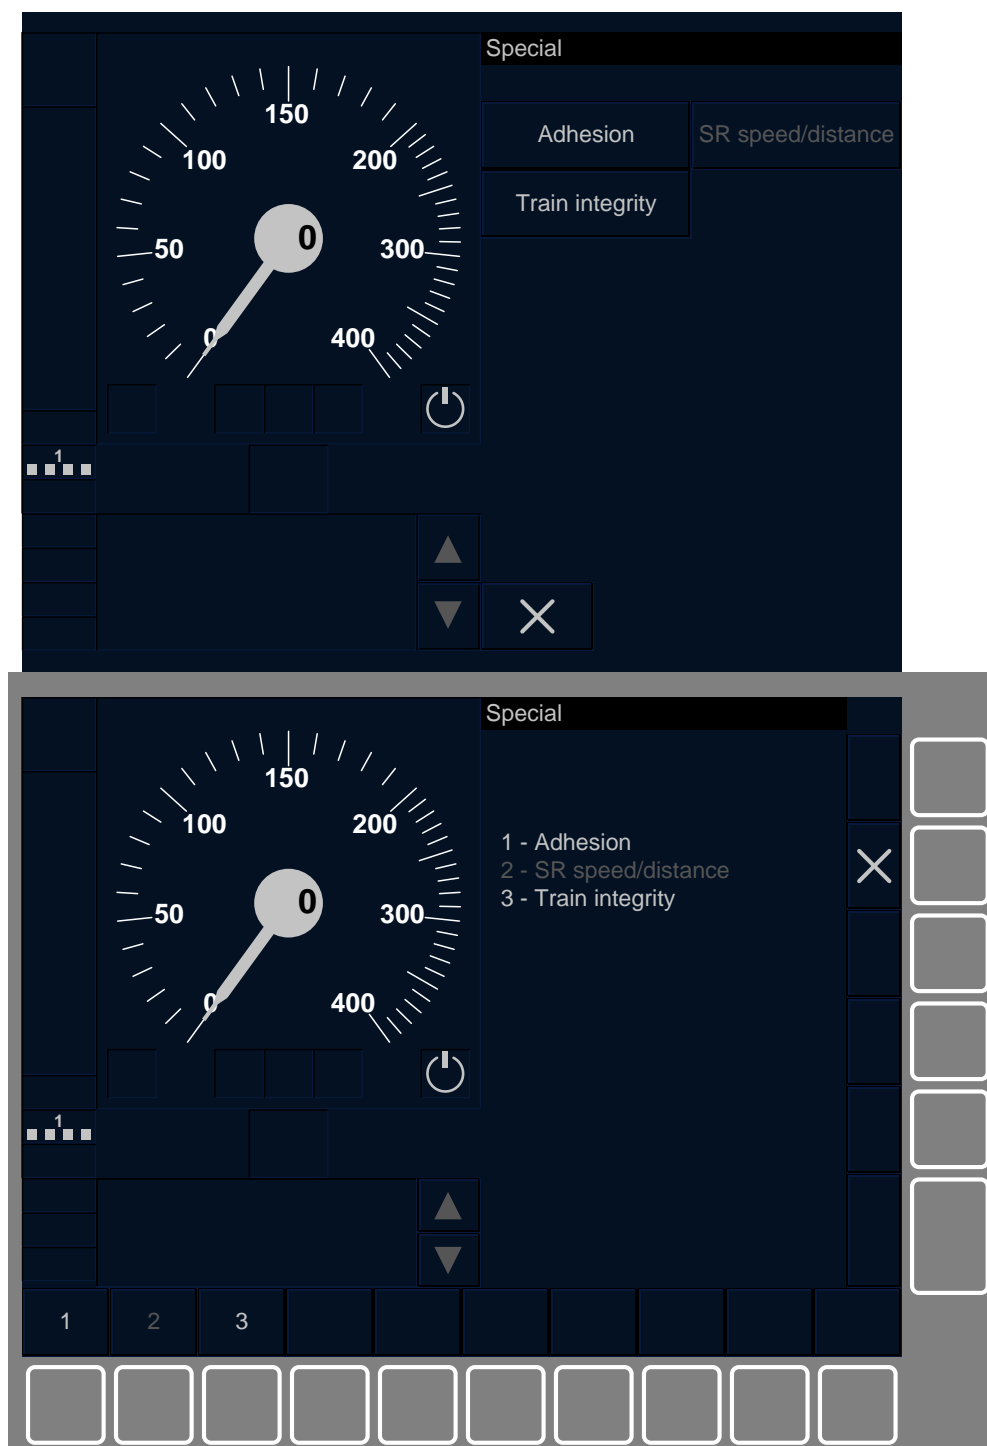 Special
150
100
200
Adhesion
SR speed/distance
Train integrity
50
0
300
0
400
1
Special
150
100
200
1 - Adhesion
2 - SR speed/distance
3 - Train integrity
50
0
300
0
400
1
1
2
3